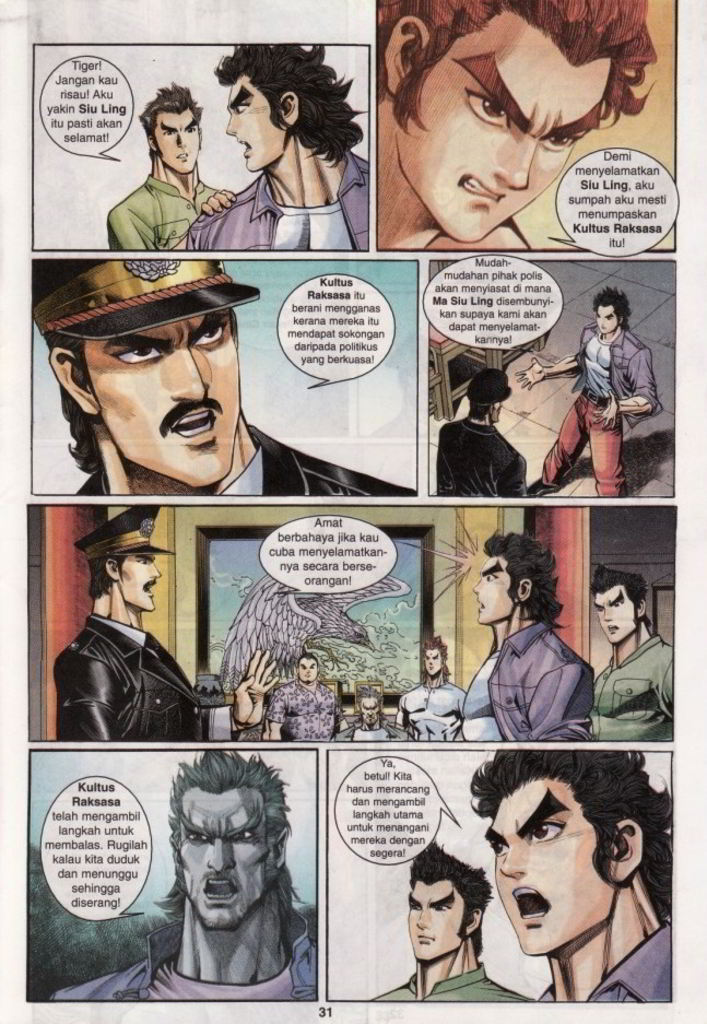 Tiger!
Jangan kau
risau! Aku
yakin Siu Ling
itu pasti akan
selamat!
Demi
menyelamatkan
Siu Ling, aku
sumpah aku mesti
menumpaskan
Kultus Raksasa
itu!
Kultus
Raksasa itu
berani mengganas
kerana mereka itu
mendapat sokongan
daripada politikus
yang berkuasa!
Mudah-
mudahan pihak polis
akan menyiasat di mana
Ma Siu Ling disembunyi-
kan supaya kami akan
dapat menyelamat-
kannya!
Amat
berbahaya jika kau
cuba menyelamatkan-
nya secara berse-
orangan!
Kultus
Raksasa
telah mengambil
langkah untuk
membalas. Rugilah
kalau kita duduk
dan menunggu
sehingga
diserang!
Ya,
betul! Kita
harus merancang
dan mengambil
langkah utama
untuk menangani
mereka dengan
segera!
31